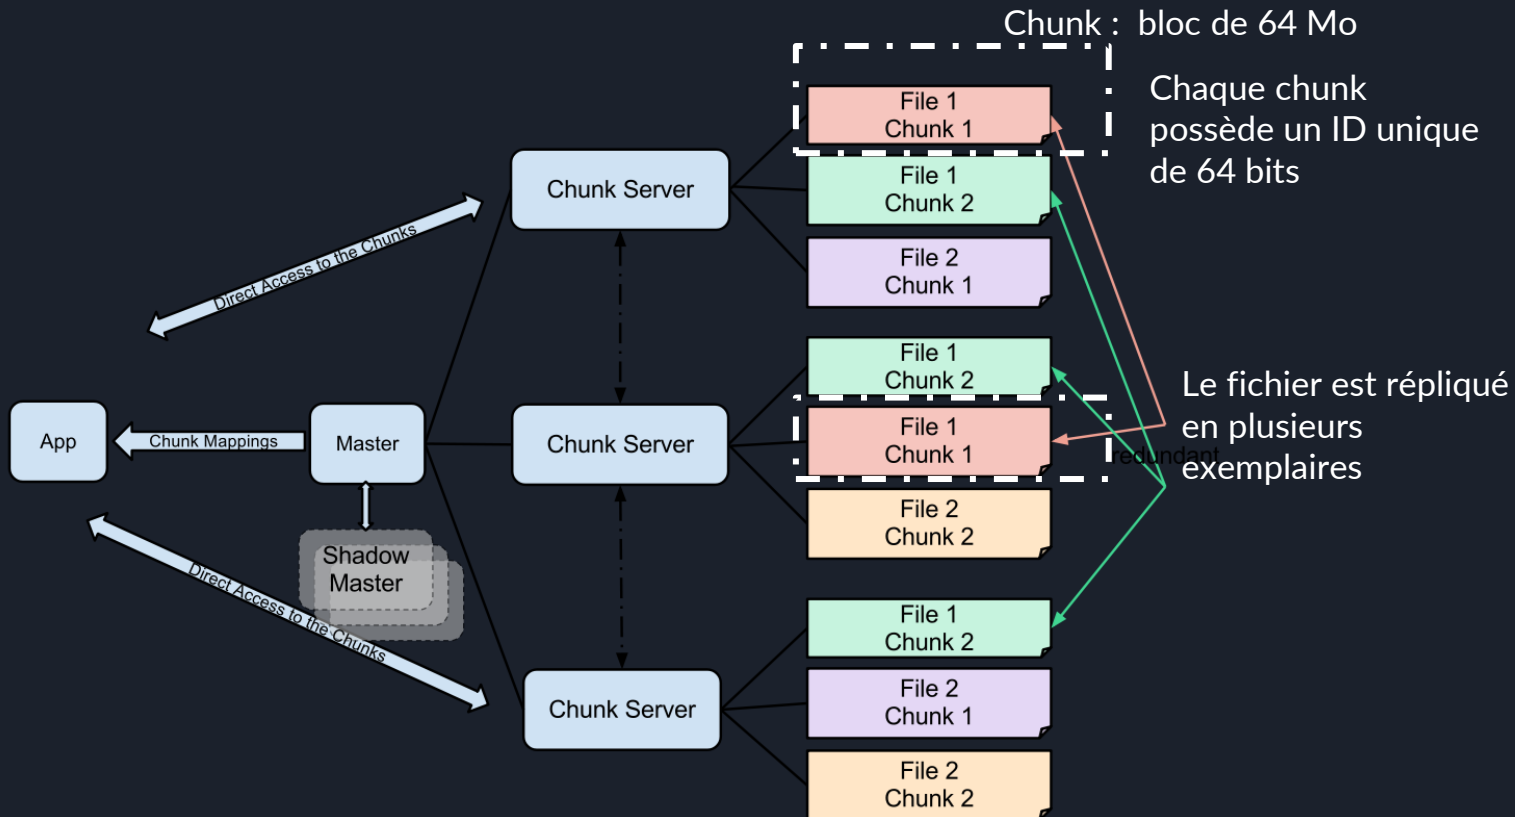 Chunk :  bloc de 64 Mo
Chaque chunk
possède un ID unique
de 64 bits
File 1
Chunk 1
File 1
Chunk 2
File 2
Chunk 1
Chunk Server
Direct Access to the Chunks
File 1
Chunk 2
File 1
Chunk 1
File 2
Chunk 2
Le fichier est répliqué
en plusieurs
exemplaires
redundant
App
Chunk Mappings
Master
Chunk Server
Shadow
Master
Direct Access to the Chunks
File 1
Chunk 2
File 2
Chunk 1
File 2
Chunk 2
Chunk Server